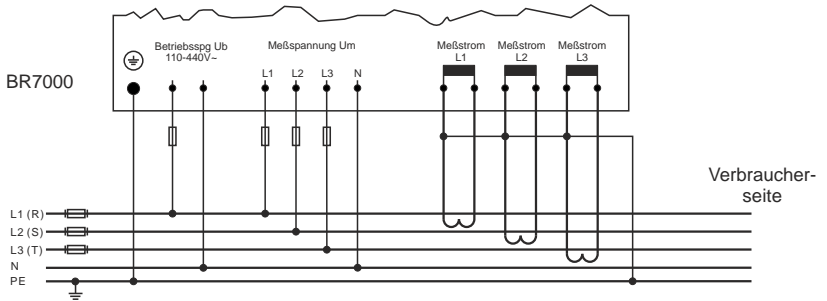 Betriebsspg Ub
110-440V~
Meßspannung Um
Meßstrom
L1
Meßstrom
L2
Meßstrom
L3
L1
L2
L3
N
BR7000
Verbraucher-
seite
L1 (R)
L2 (S)
L3 (T)
N
PE